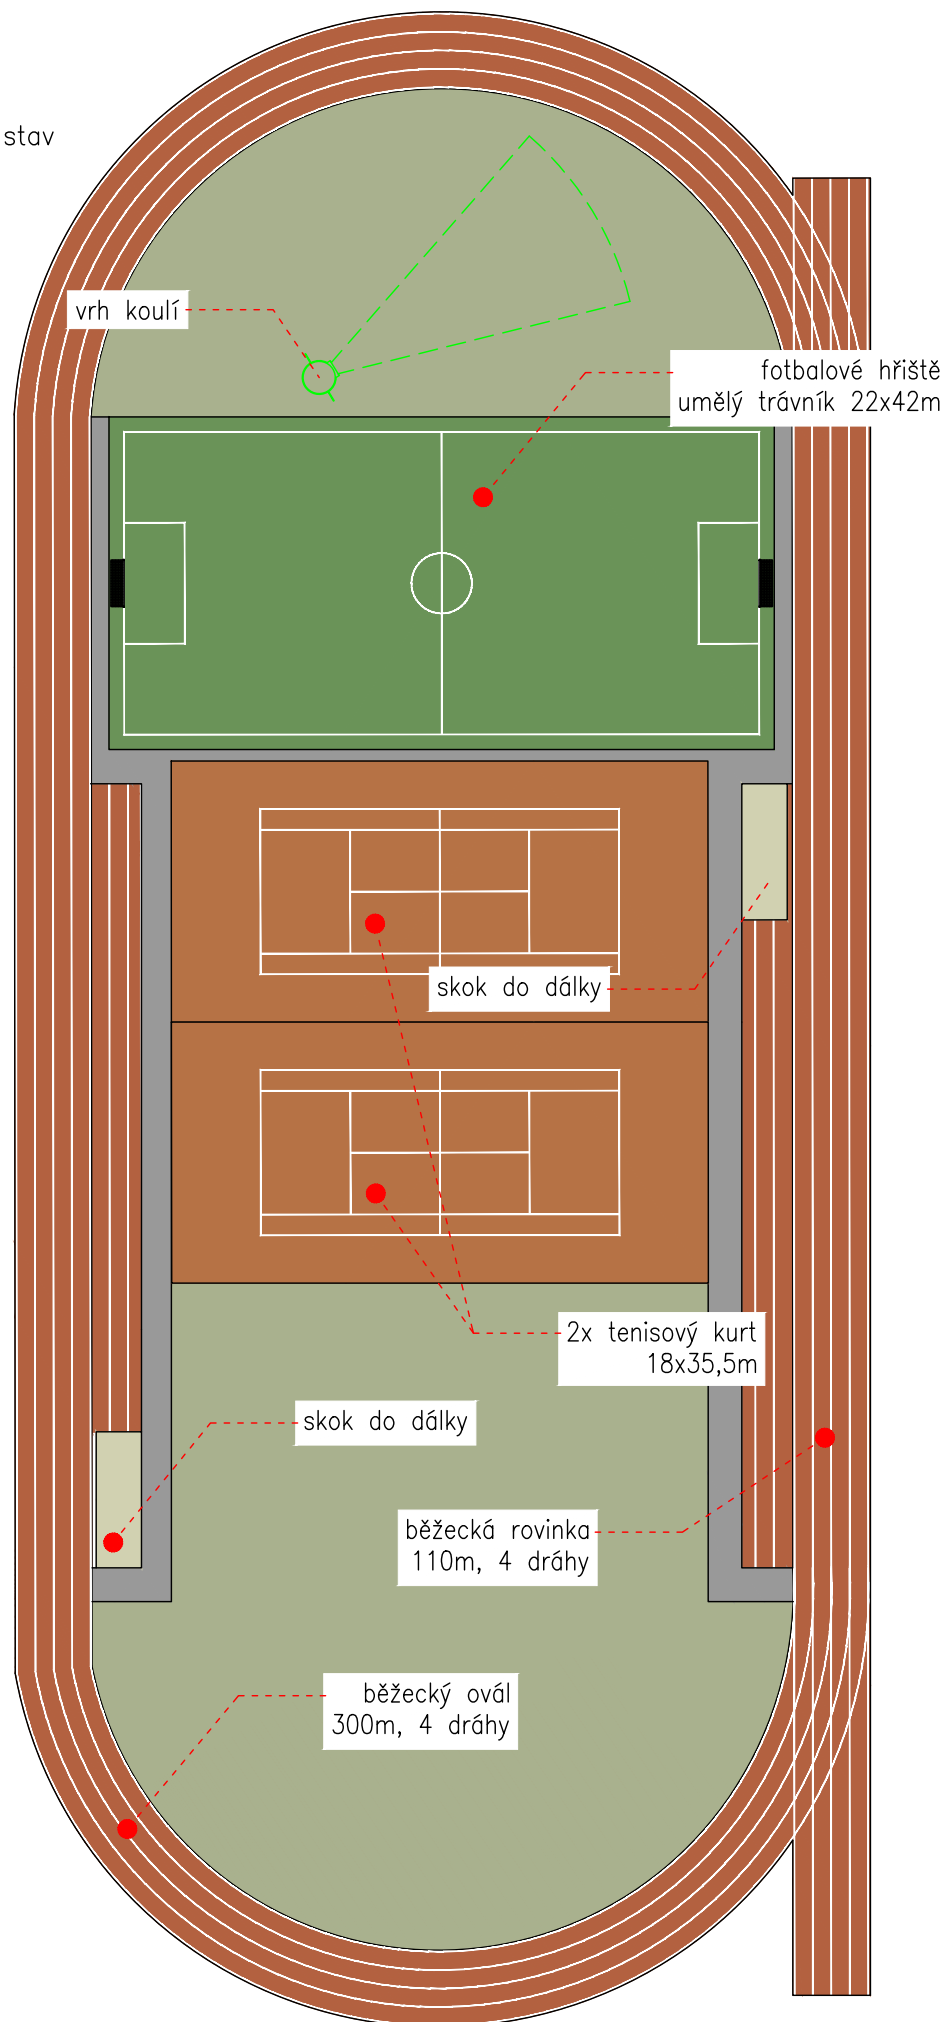 stav
vrh koulí
fotbalové hřiště
umělý trávník 22x42m
skok do dálky
2x tenisový kurt
18x35,5m
skok do dálky
běžecká rovinka
110m, 4 dráhy
běžecký ovál
300m, 4 dráhy